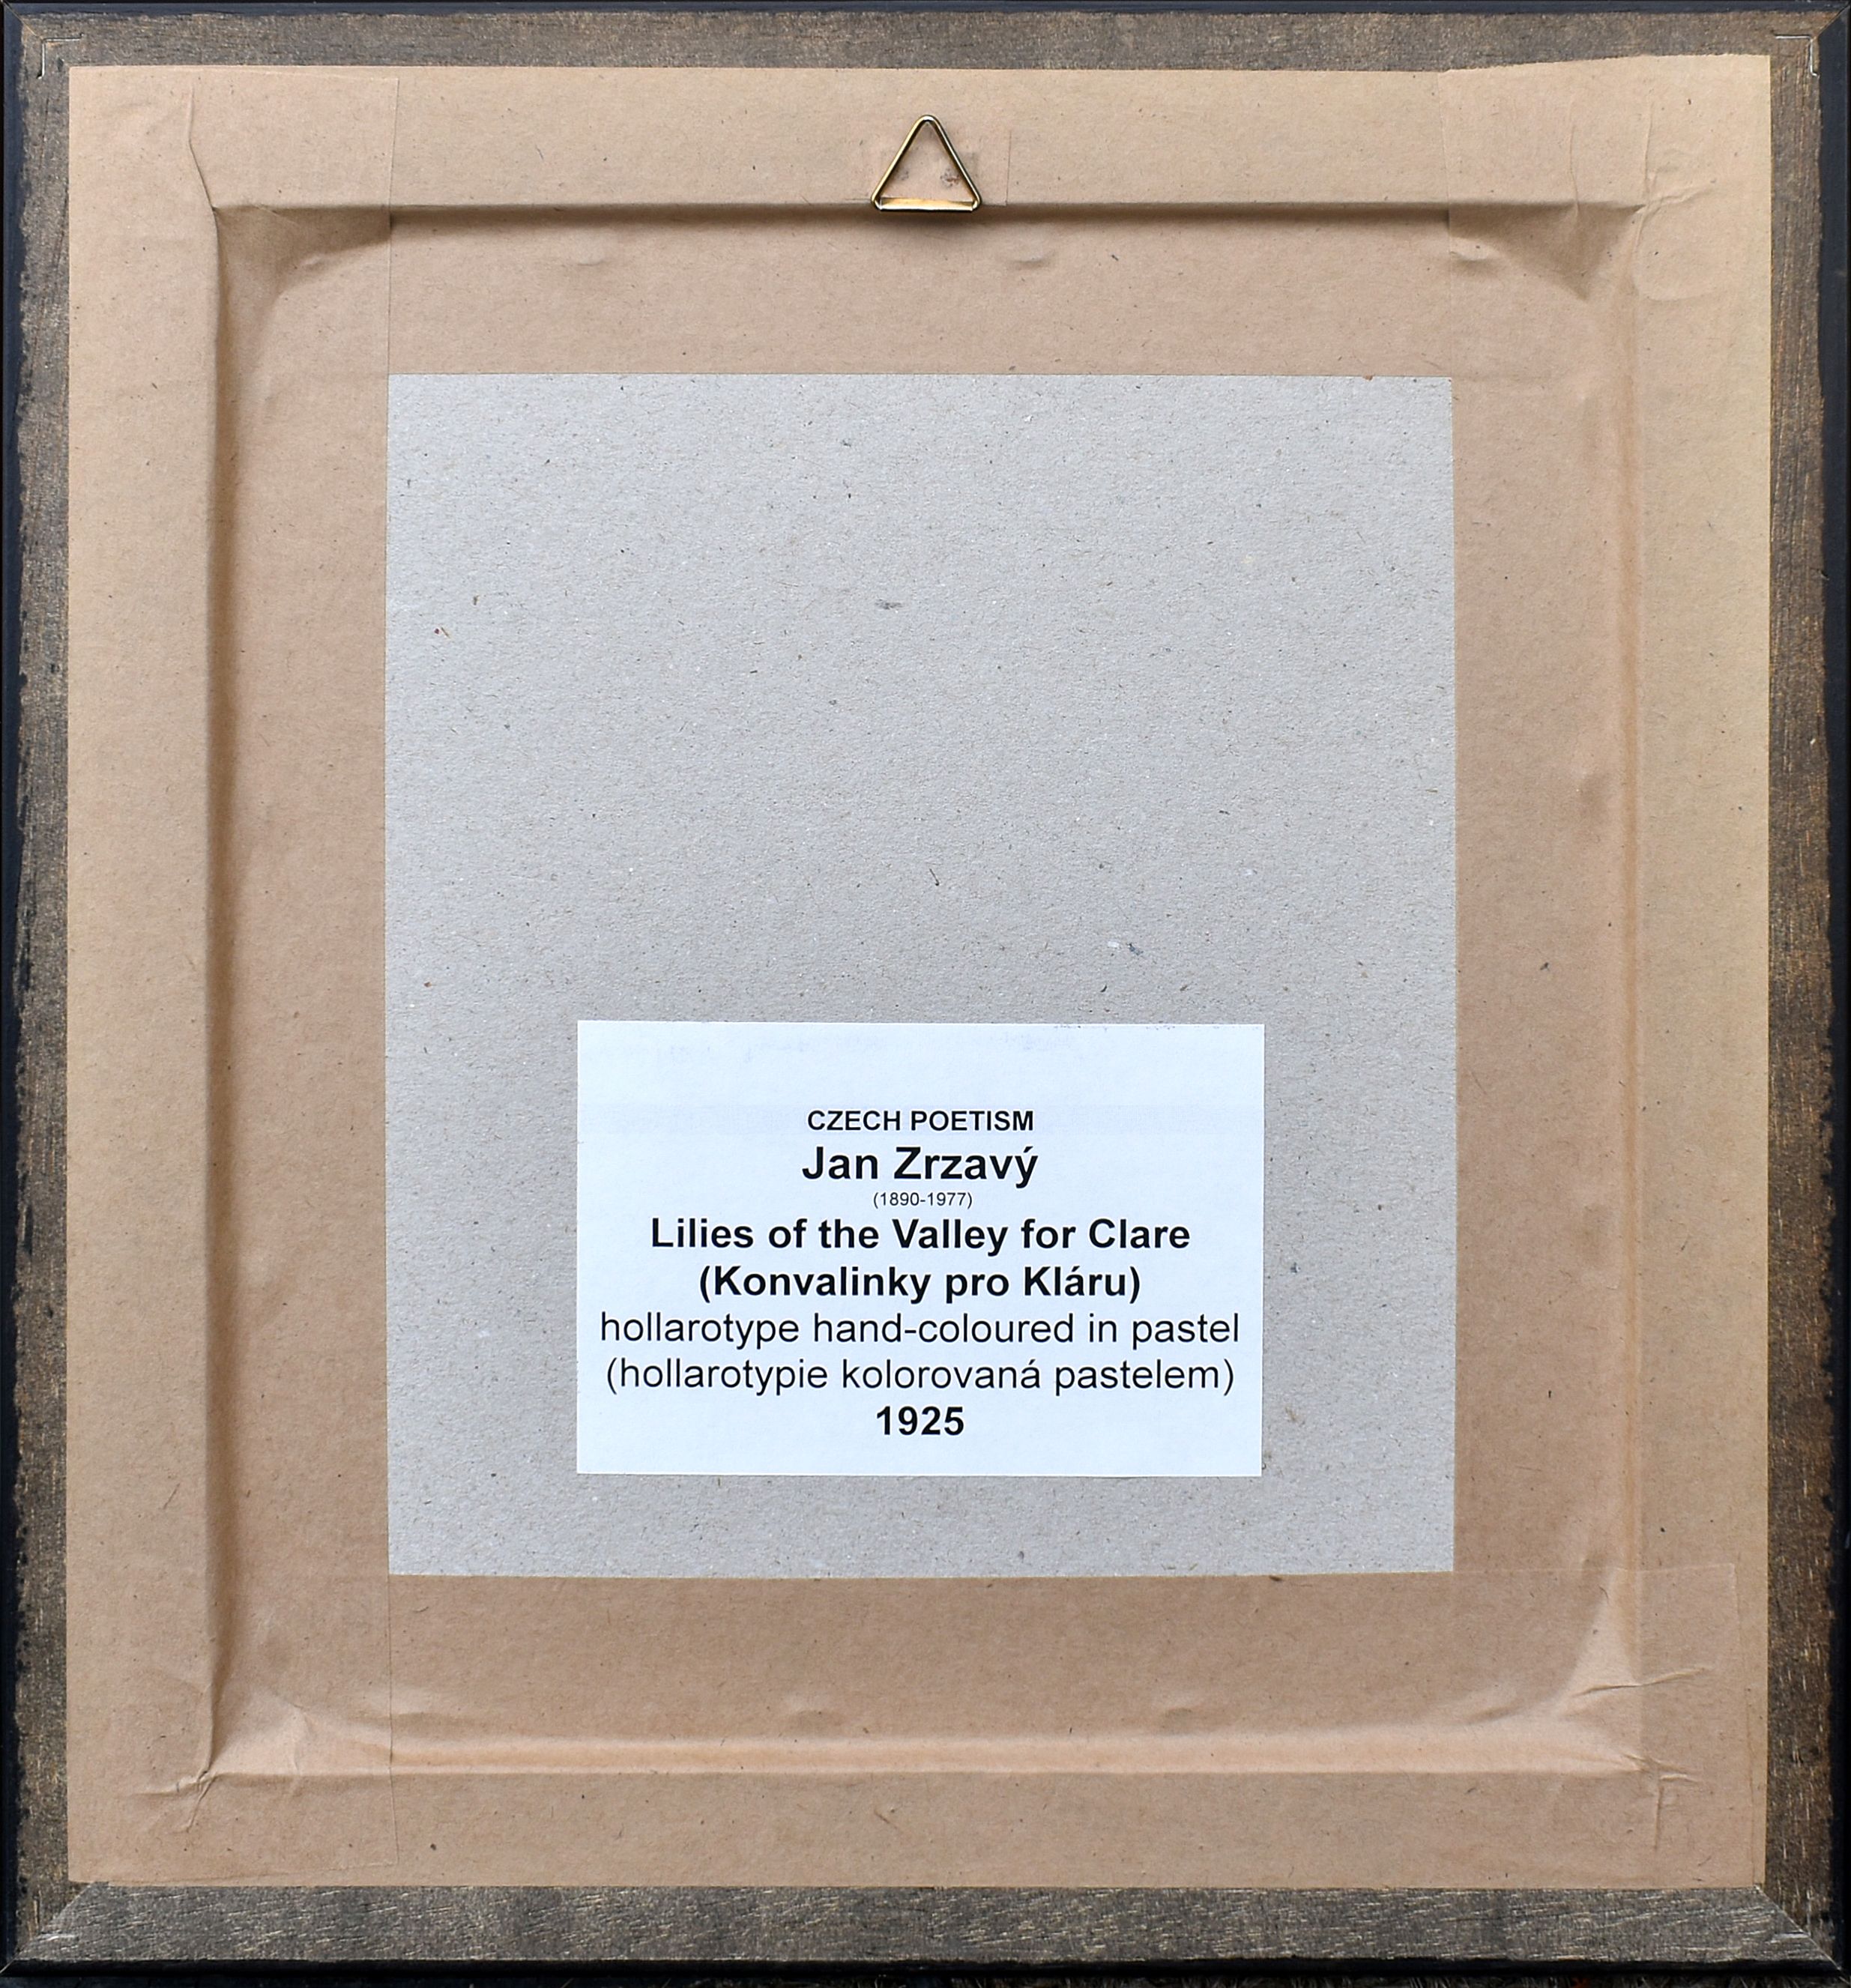 CZECH POETISM
Jan Zrzavý
(1890-1977)
Lilies of the Valley for Clare
(Konvalinky pro Kláru)
hollarotype hand-coloured in pastel
(hollarotypie kolorovaná pastelem)
1925